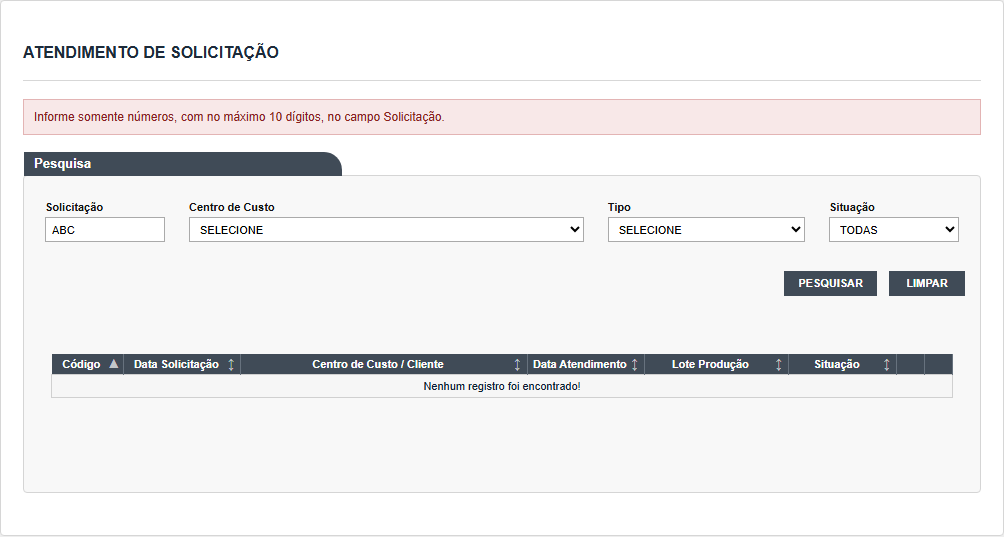 ATENDIMENTO DE SOLICITAÇÃO
Informe somente números, com no máximo 10 dígitos, no campo Solicitação.
Pesquisa
Solicitação Centro de Custo Tipo Situação
ABC SELECIONE SELECIONE TODAS
PESQUISAR LIMPAR
Código Data Solicitação Centro de Custo / Cliente Data Atendimento Lote Produção Situação
Nenhum registro foi encontrado!